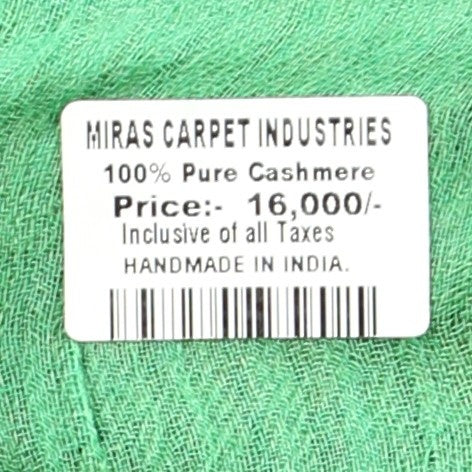 MIRAS CARPET INDUSTRIES
100% Pure Cashmere
Price:- 16,000/-
Inclusive of all Taxes
HANDMADE IN INDIA.